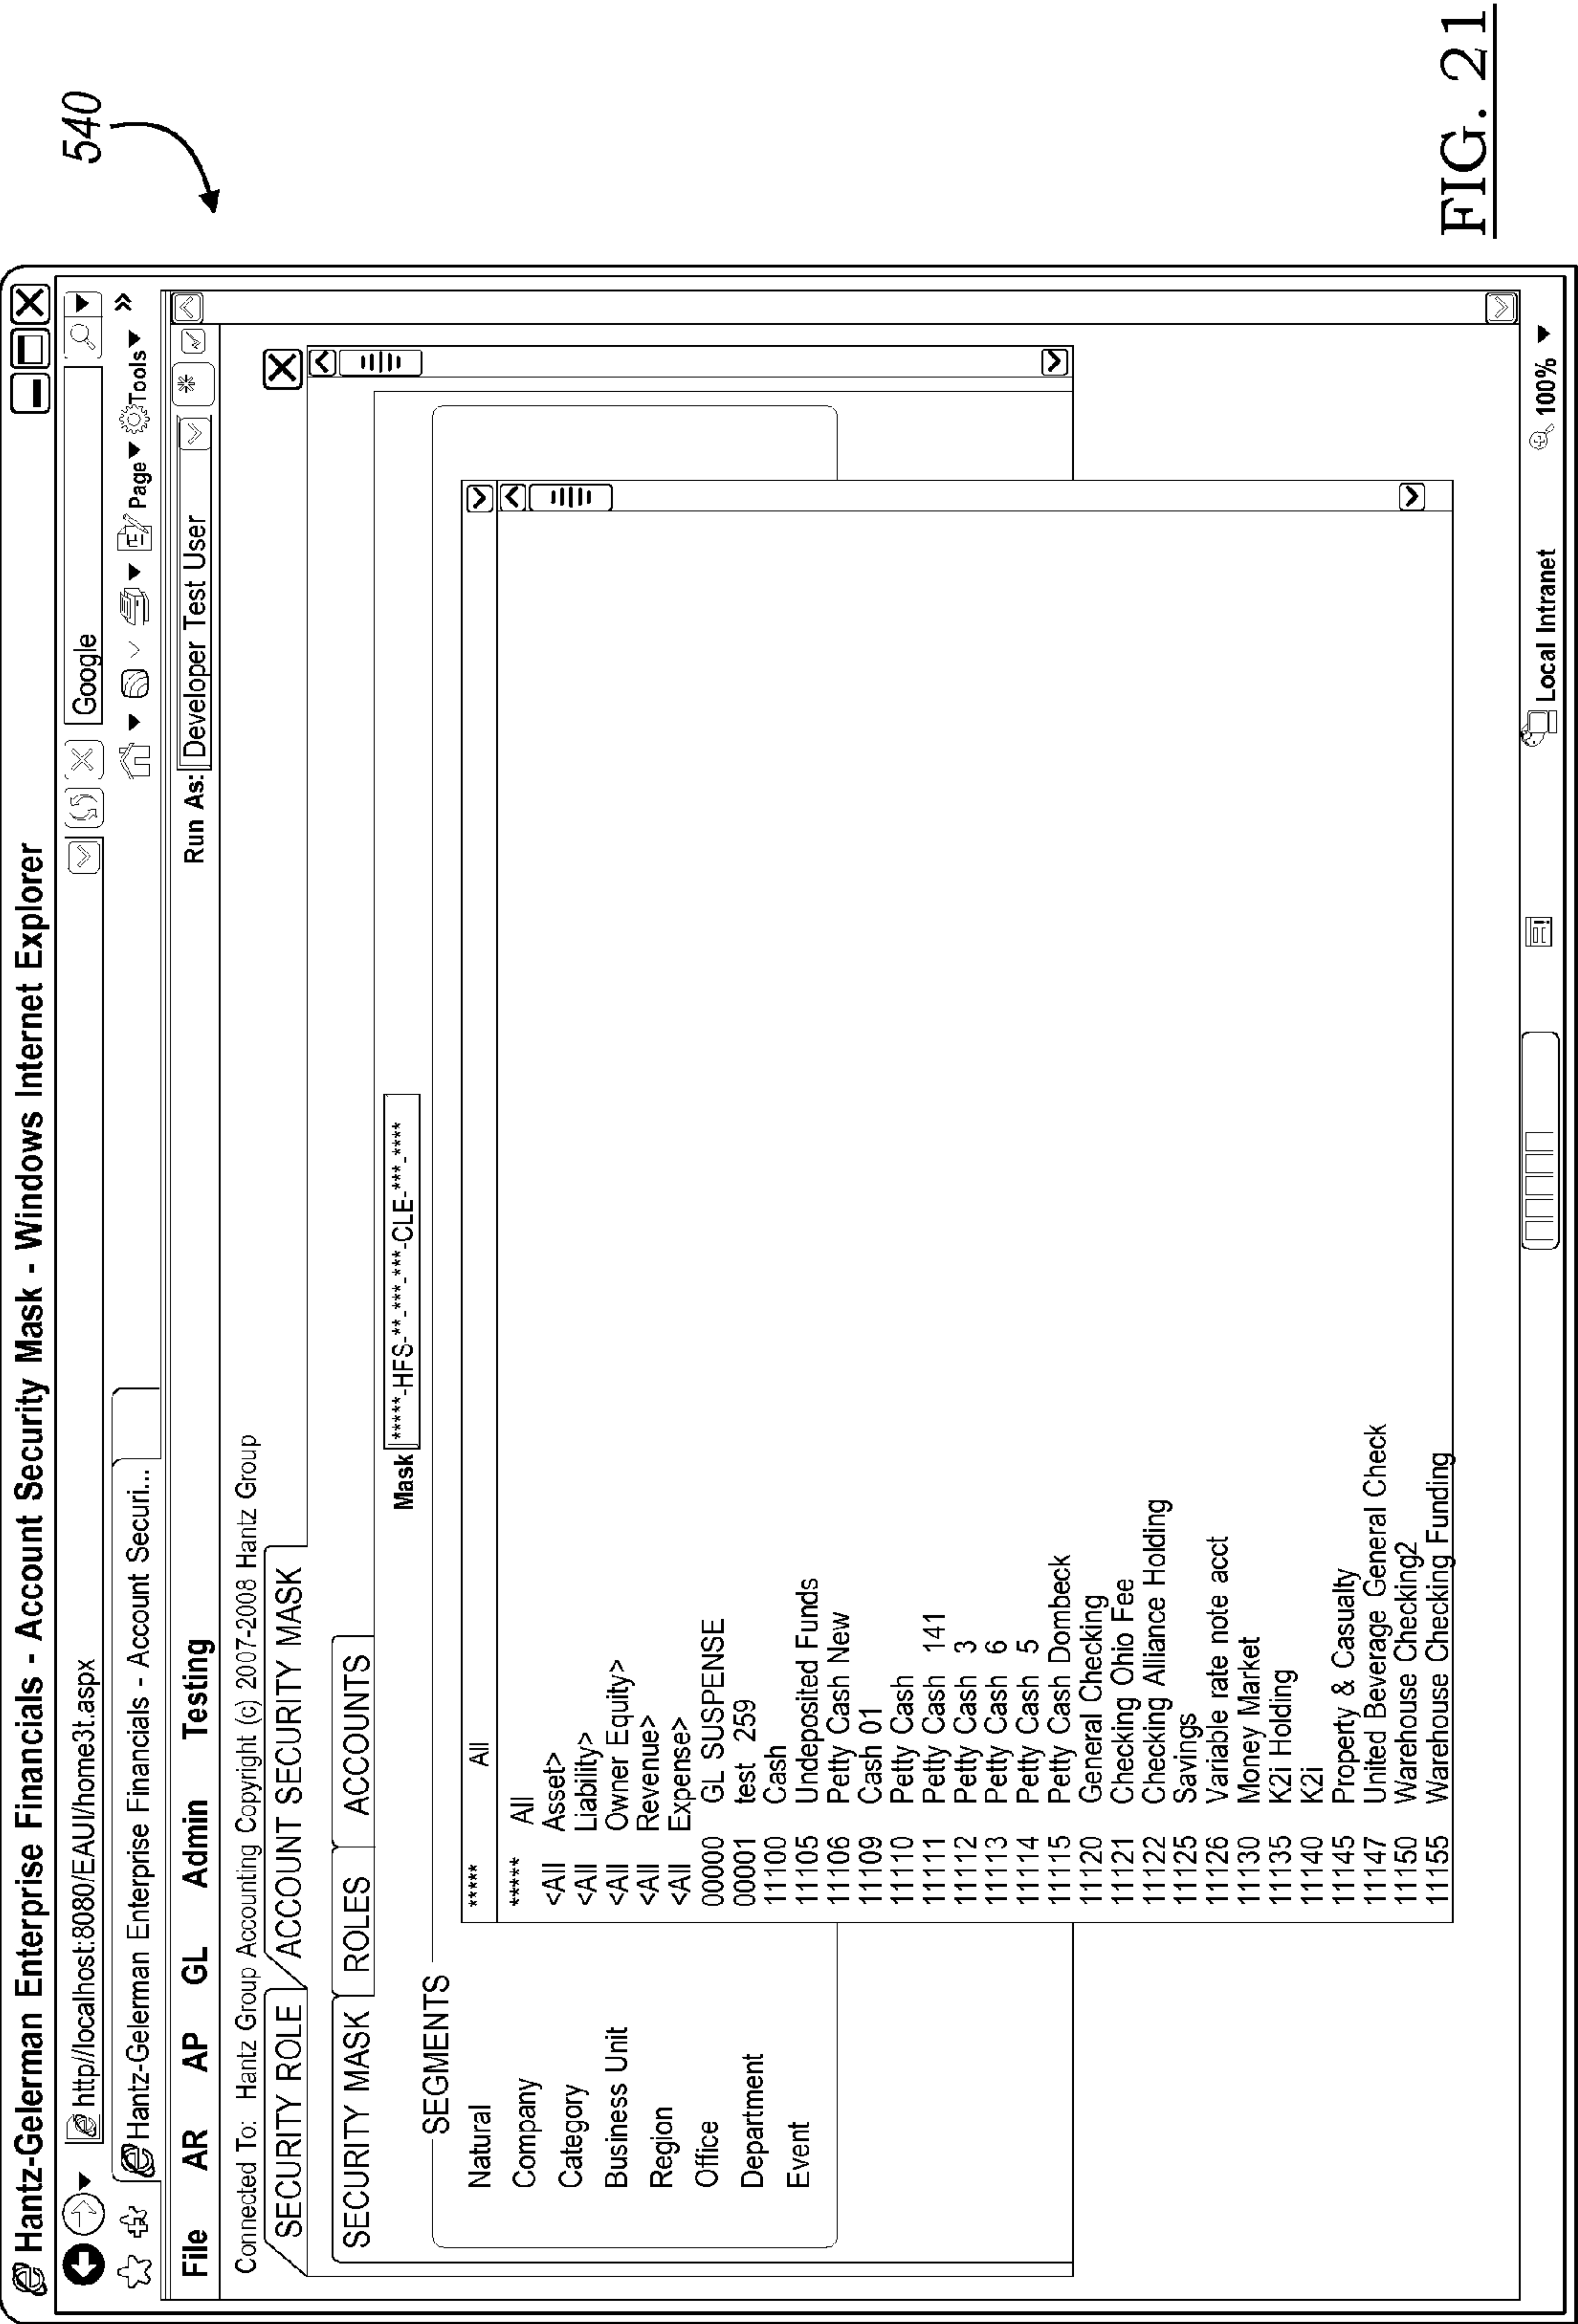 540
Hantz-Gelerman Enterprise Financials - Account Security Mask - Windows Internet Explorer
http//localhost:8080/EAUI/home3t.aspx
Google
Hantz-Gelerman Enterprise Financials - Account Securi...
Page Tools »
File AR AP GL Admin Testing Run As: Developer Test User
Connected To: Hantz Group Accounting Copyright (c) 2007-2008 Hantz Group
SECURITY ROLE ACCOUNT SECURITY MASK
SECURITY MASK ROLES ACCOUNTS
Mask *****-HFS-**-***-***-CLE-***-****
SEGMENTS
Natural
Company
Category
Business Unit
Region
Office
Department
Event
***** All
***** All
<All Asset>
<All Liability>
<All Owner Equity>
<All Revenue>
<All Expense>
00000 GL SUSPENSE
00001 test 259
11100 Cash
11105 Undeposited Funds
11106 Petty Cash New
11109 Cash 01
11110 Petty Cash
11111 Petty Cash 141
11112 Petty Cash 3
11113 Petty Cash 6
11114 Petty Cash 5
11115 Petty Cash Dombeck
11120 General Checking
11121 Checking Ohio Fee
11122 Checking Alliance Holding
11125 Savings
11126 Variable rate note acct
11130 Money Market
11135 K2i Holding
11140 K2i
11145 Property & Casualty
11147 United Beverage General Check
11150 Warehouse Checking2
11155 Warehouse Checking Funding
Local Intranet 100%
FIG. 21